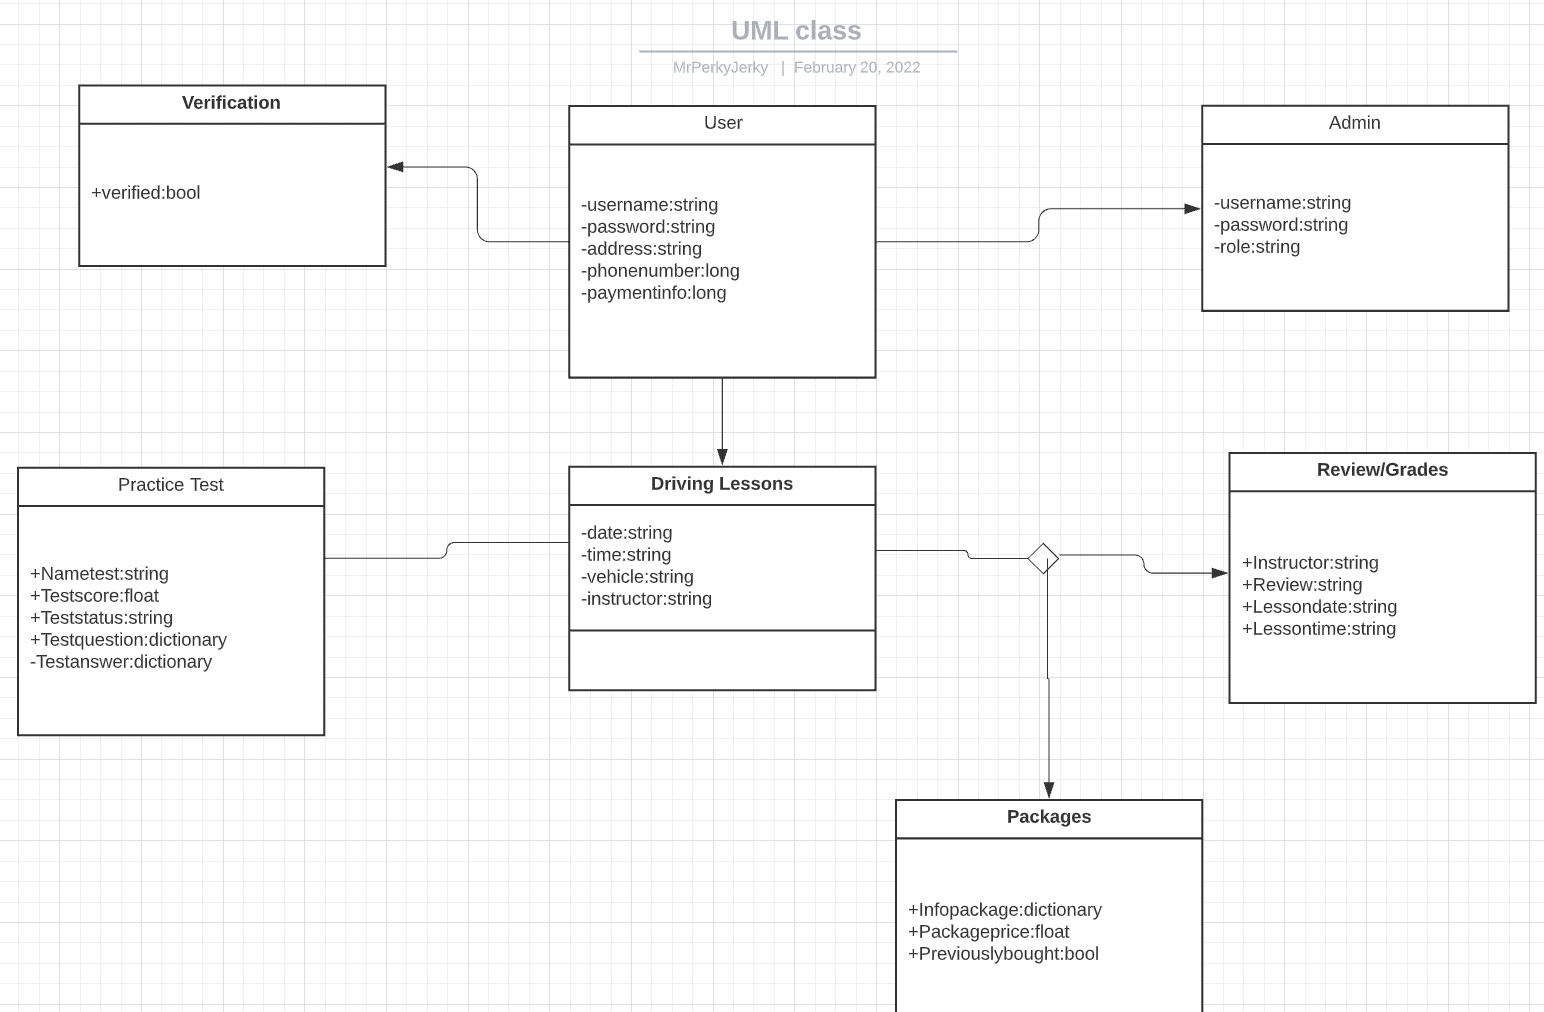 UML class
MrPerkyJerky | February 20, 2022
Verification
+verified:bool
User
-username:string
-password:string
-address:string
-phonenumber:long
-paymentinfo:long
Admin
-username:string
-password:string
-role:string
Practice Test
+Nametest:string
+Testscore:float
+Teststatus:string
+Testquestion:dictionary
-Testanswer:dictionary
Driving Lessons
-date:string
-time:string
-vehicle:string
-instructor:string
Review/Grades
+Instructor:string
+Review:string
+Lessondate:string
+Lessontime:string
Packages
+Infopackage:dictionary
+Packageprice:float
+Previouslybought:bool